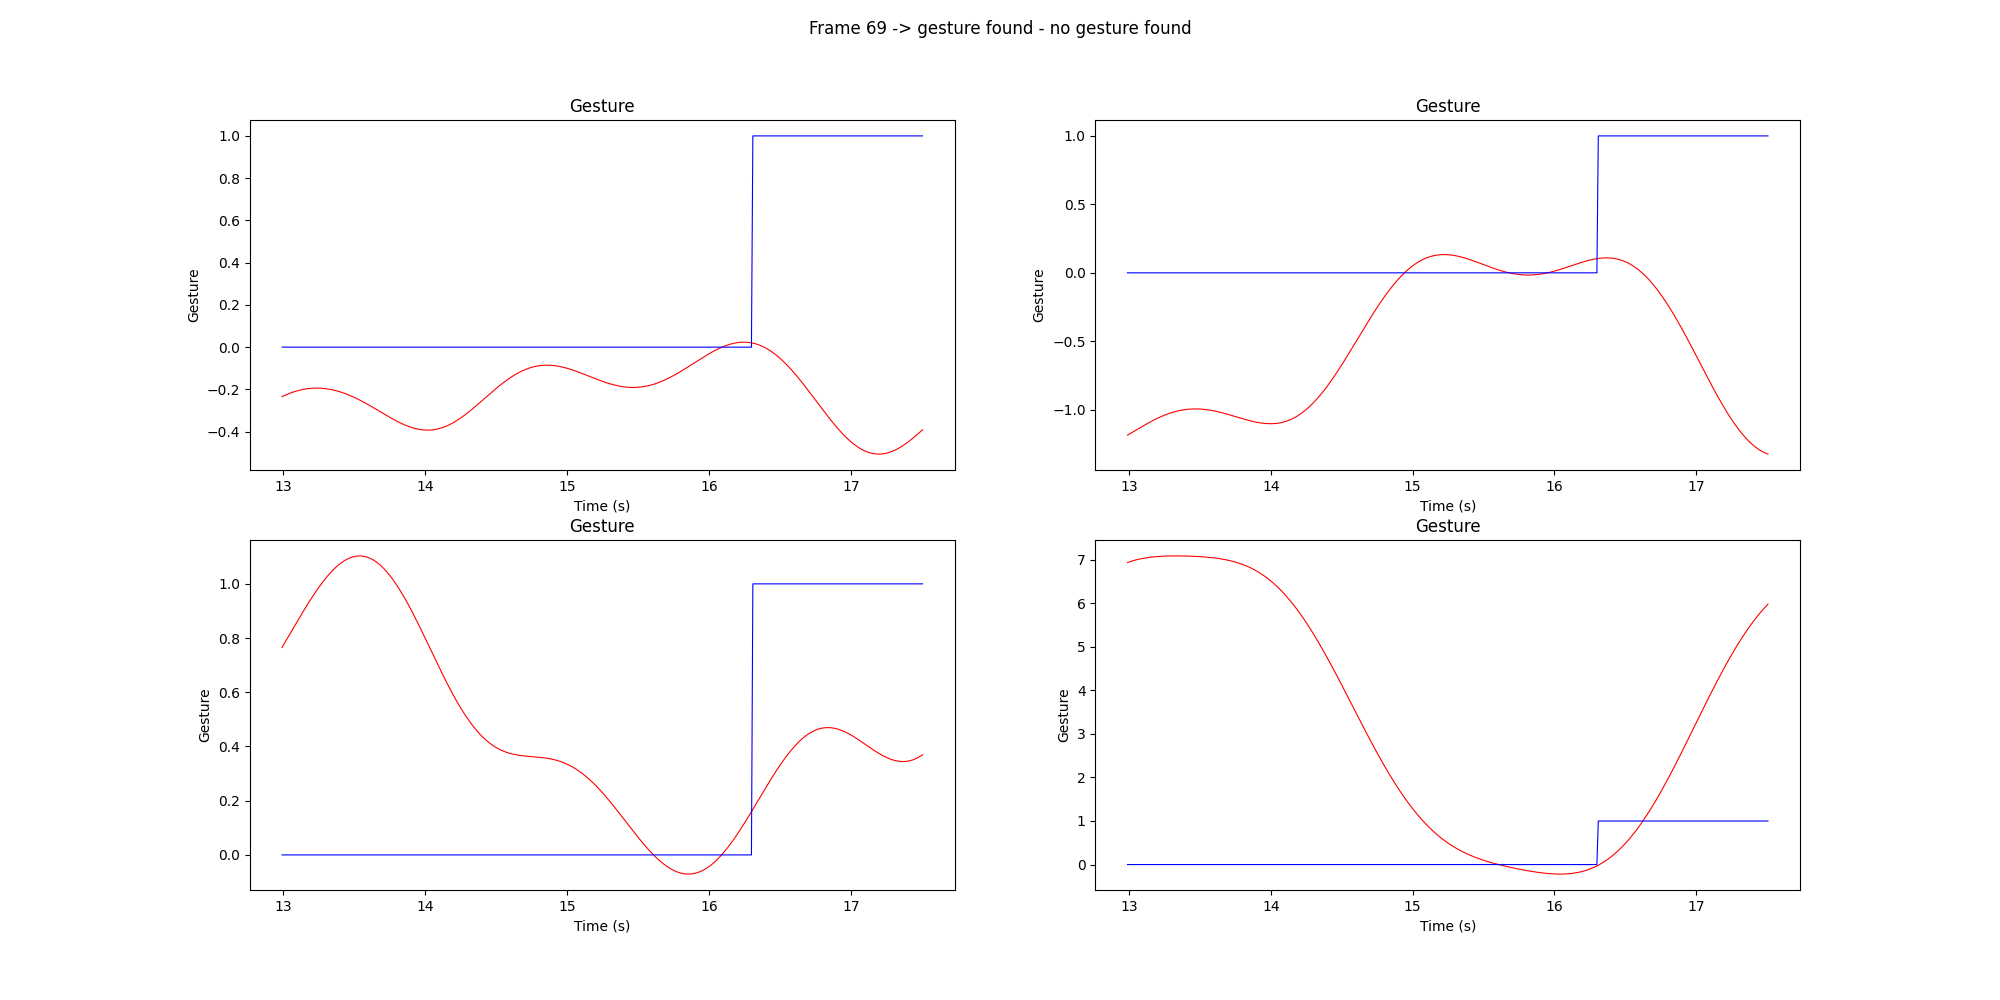 Frame 69 -> gesture found - no gesture found
Gesture
1.0
0.8
0.6
0.4
0.2
0.0
−0.2
−0.4
Gesture
13 14 15 16 17
Time (s)
Gesture
1.0
0.5
0.0
−0.5
−1.0
Gesture
13 14 15 16 17
Time (s)
Gesture
1.0
0.8
0.6
0.4
0.2
0.0
Gesture
13 14 15 16 17
Time (s)
Gesture
7
6
5
4
3
2
1
0
Gesture
13 14 15 16 17
Time (s)